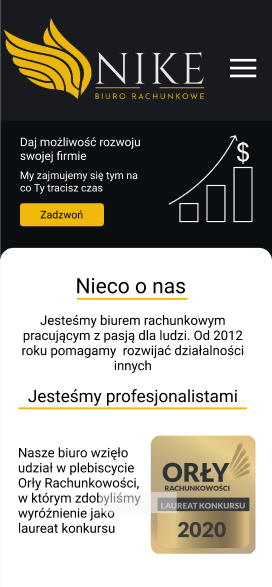 NIKE
BIURO RACHUNKOWE
Daj możliwość rozwoju
swojej firmie
My zajmujemy się tym na
co Ty tracisz czas
Zadzwoń
$
Nieco o nas
Jesteśmy biurem rachunkowym
pracującym z pasją dla ludzi. Od 2012
roku pomagamy rozwijać działalności
innych
Jesteśmy profesjonalistami
Nasze biuro wzięło
udział w plebiscycie
Orły Rachunkowości,
w którym zdobyliśmy
wyróżnienie jako
laureat konkursu
ORŁY
RACHUNKOWOŚCI
LAUREAT KONKURSU
2020